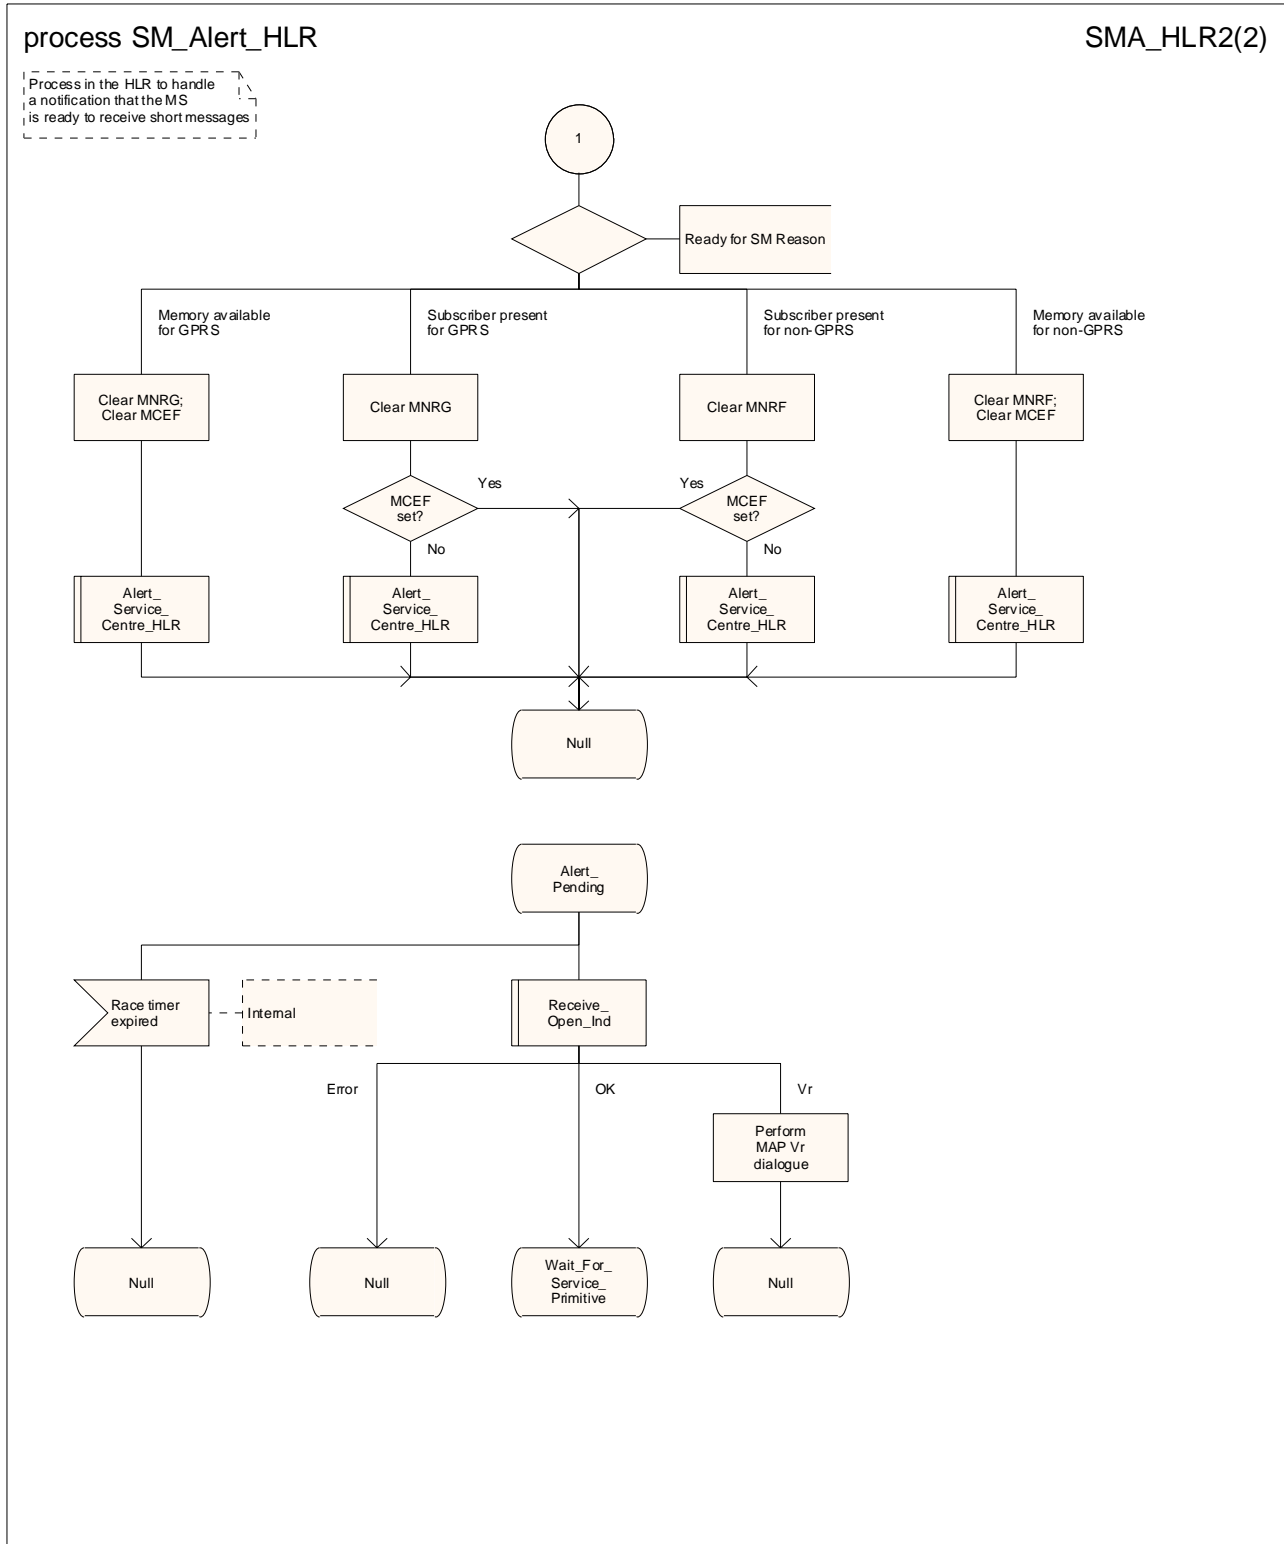 process SM_Alert_HLR
SMA_HLR2(2)
Process in the HLR to handle
a notification that the MS
is ready to receive short messages
1
Ready for SM Reason
Memory available
for GPRS
Subscriber present
for GPRS
Subscriber present
for non-GPRS
Memory available
for non-GPRS
Clear MNRG;
Clear MCEF
Clear MNRG
Clear MNRF
Clear MNRF;
Clear MCEF
Yes
Yes
MCEF
set?
MCEF
set?
No
No
Alert_
Service_
Centre_HLR
Alert_
Service_
Centre_HLR
Alert_
Service_
Centre_HLR
Alert_
Service_
Centre_HLR
Null
Alert_
Pending
Race timer
expired
Internal
Receive_
Open_Ind
Error
OK
Vr
Perform
MAP Vr
dialogue
Null
Null
Wait_For_
Service_
Primitive
Null